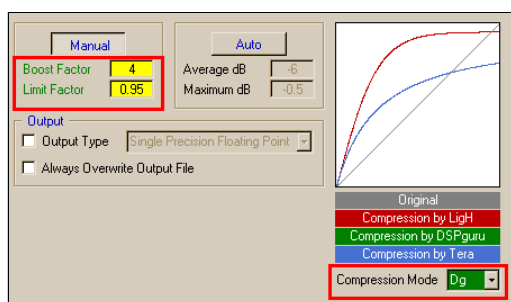 Manual
Boost Factor 4
Limit Factor 0.95
Auto
Average dB -6
Maximum dB -0.5
Output
Output Type Single Precision Floating Point
Always Overwrite Output File
Original
Compression by LigH
Compression by DSPguru
Compression by Tera
Compression Mode Dg